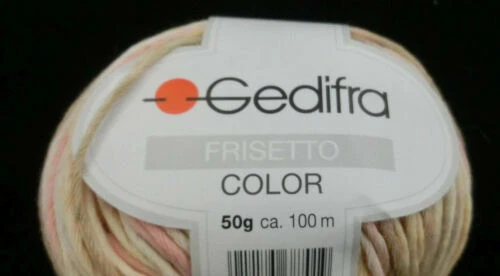 Gedifra
FRISETTO
COLOR
50g ca. 100 m